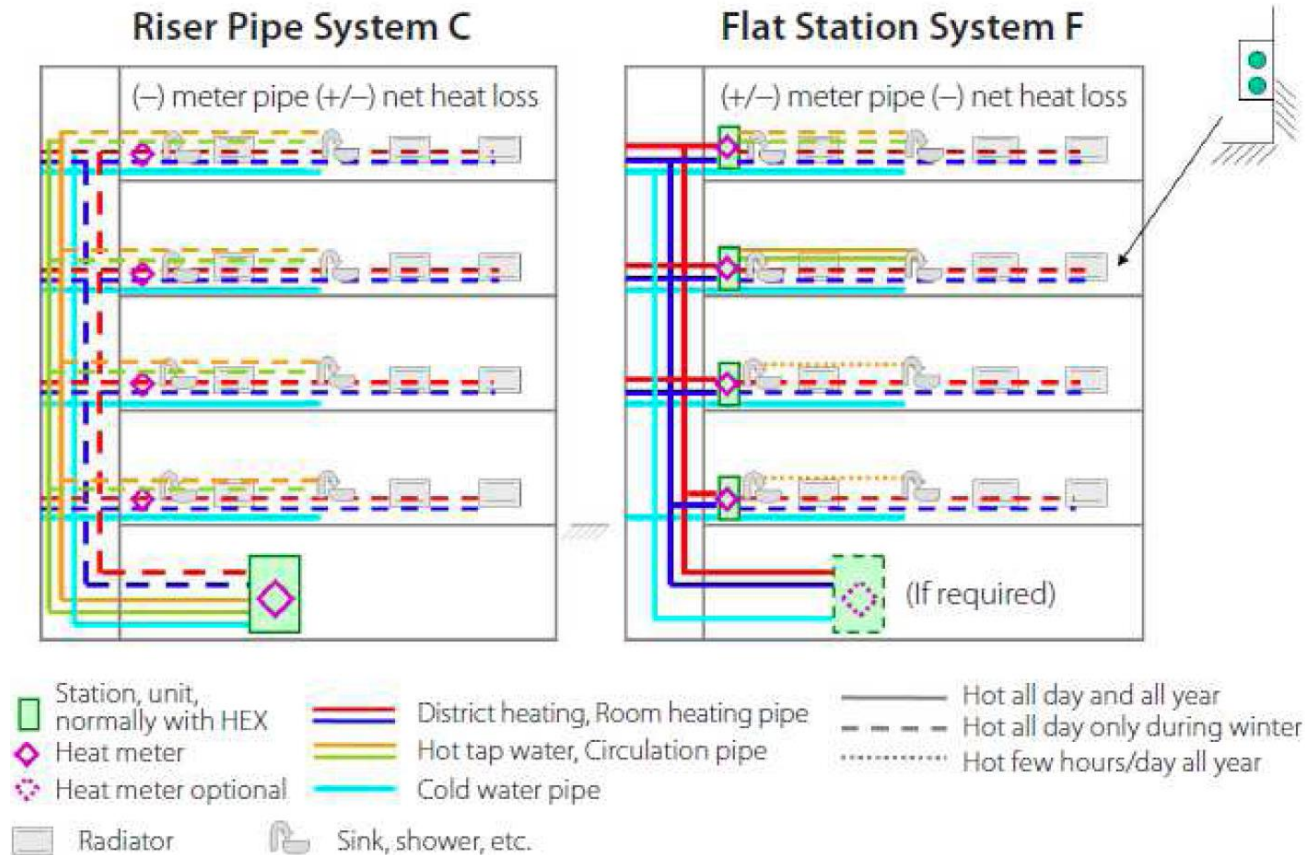 Riser Pipe System C
Flat Station System F
(–) meter pipe (+/–) net heat loss
(+/–) meter pipe (–) net heat loss
(If required)
Station, unit,
normally with HEX
Heat meter
Heat meter optional
Radiator
District heating, Room heating pipe
Hot tap water, Circulation pipe
Cold water pipe
Sink, shower, etc.
Hot all day and all year
Hot all day only during winter
Hot few hours/day all year